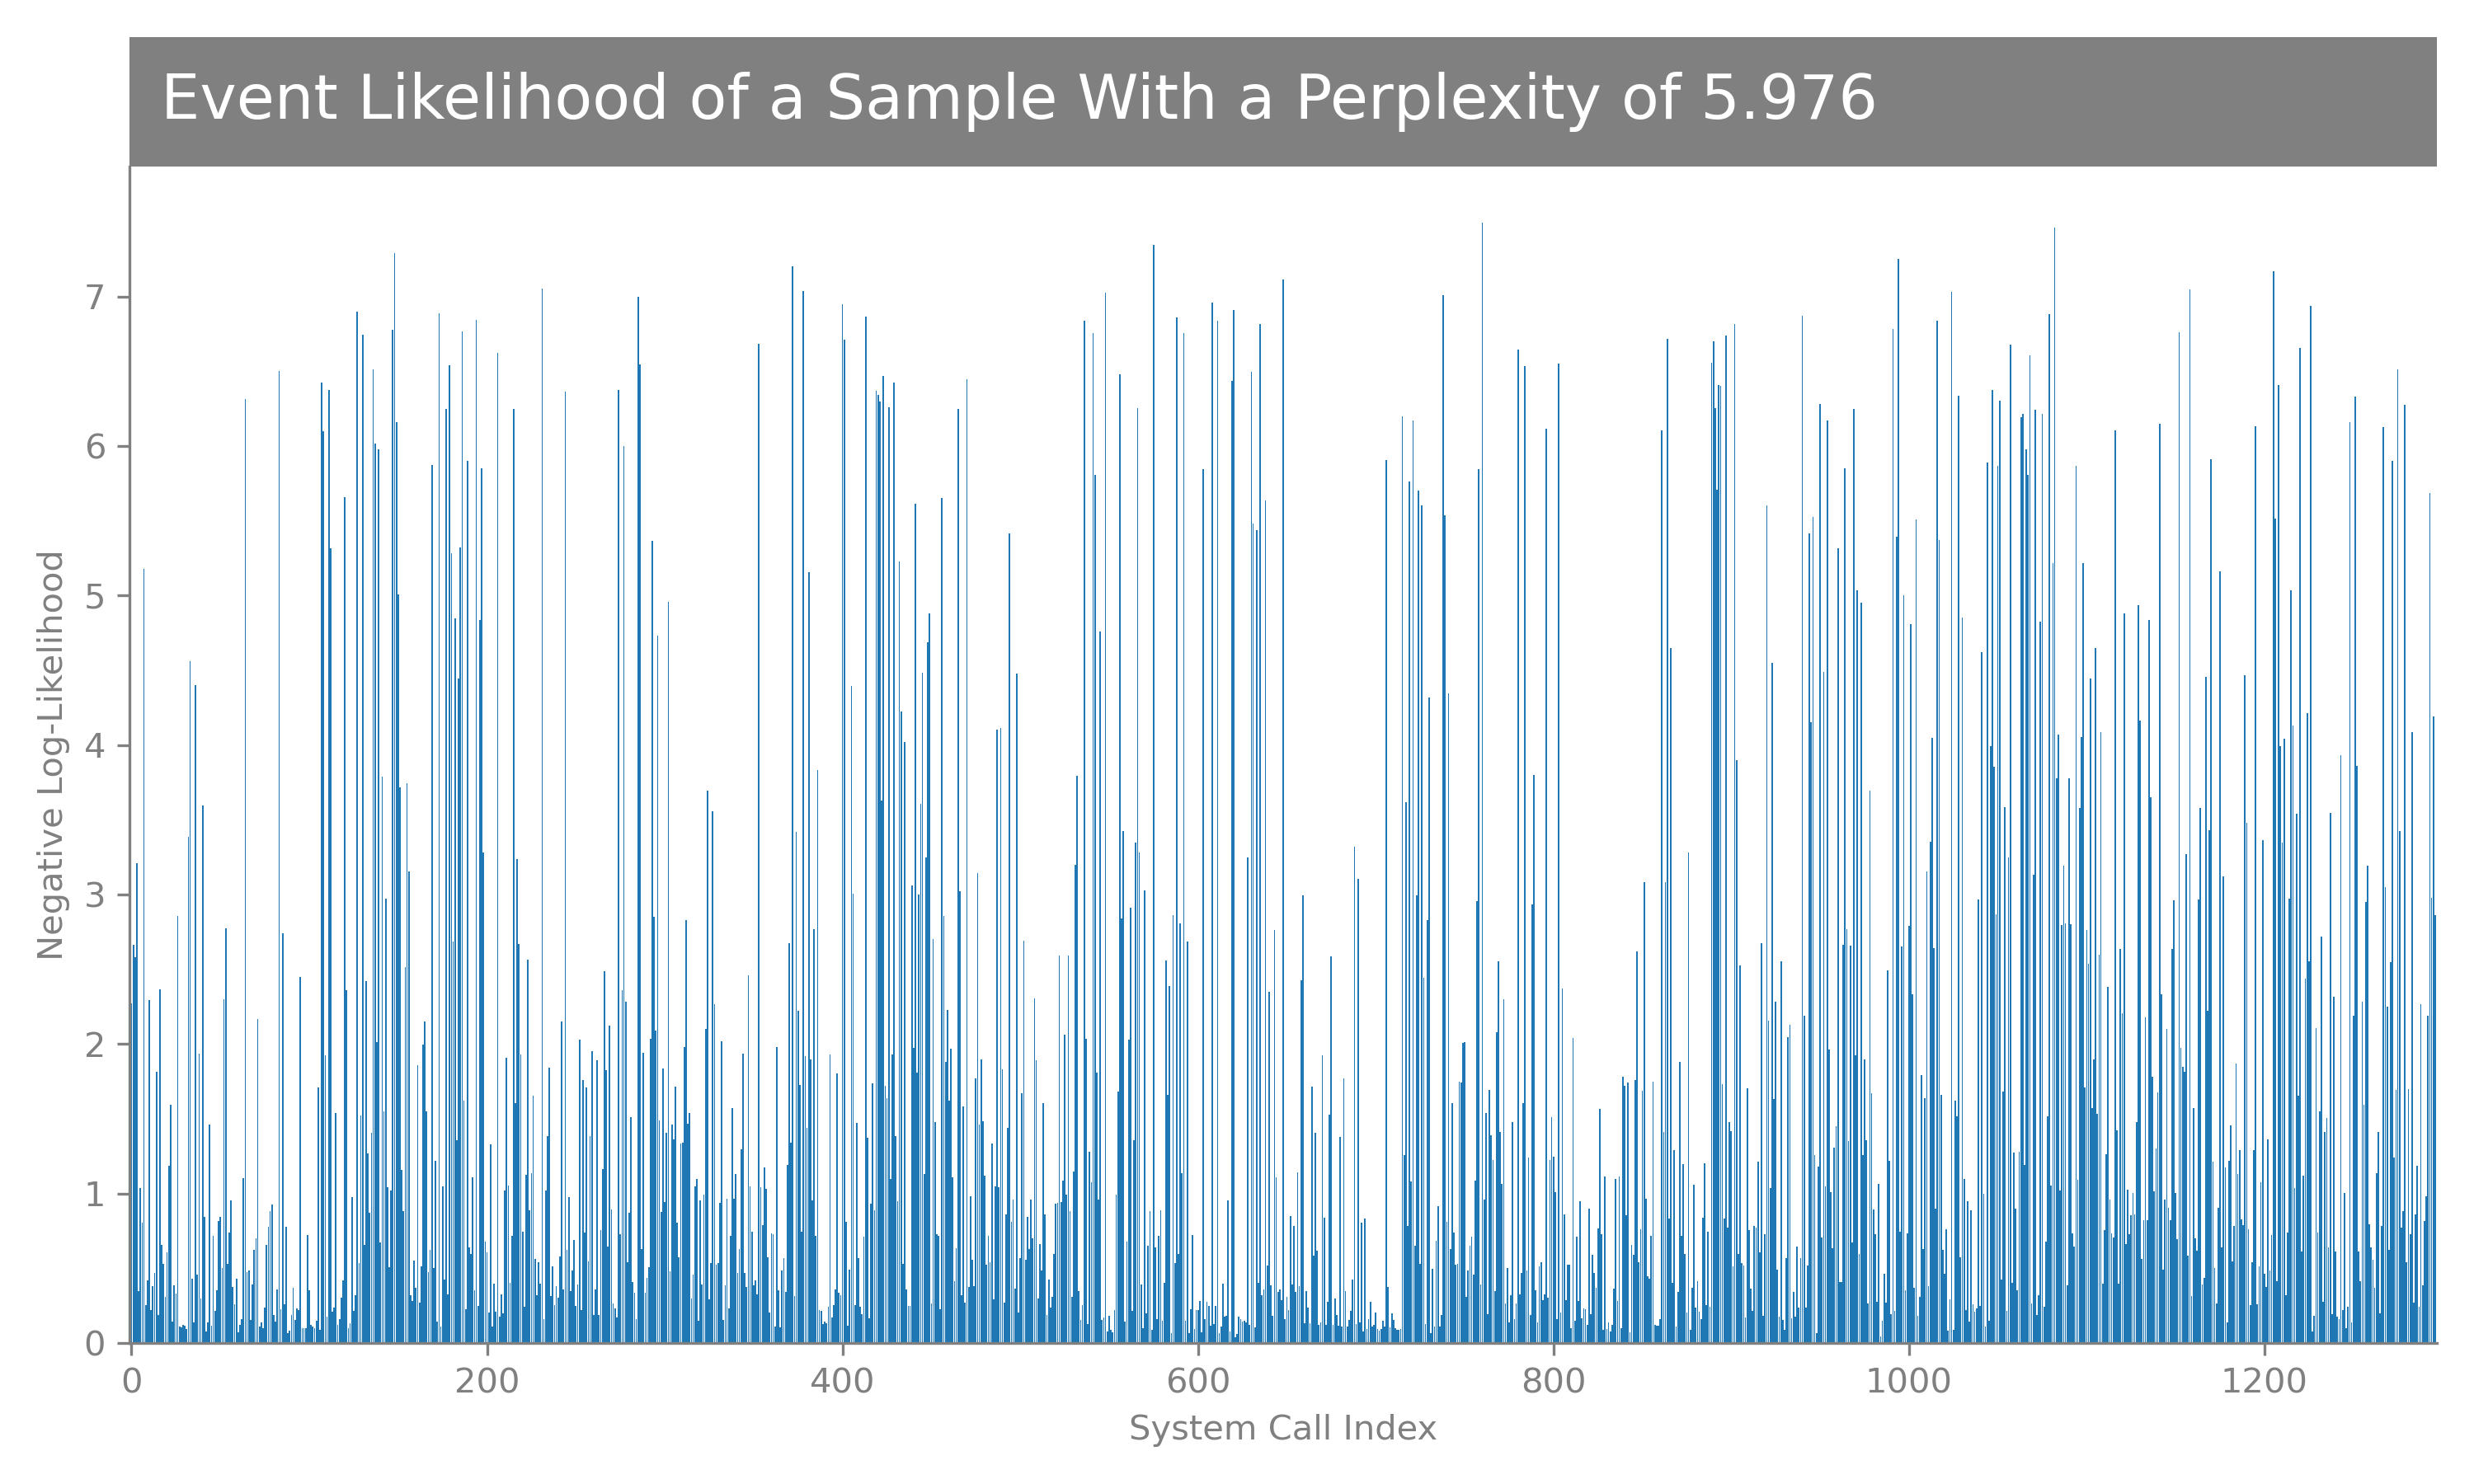 Event Likelihood of a Sample With a Perplexity of 5.976
7
6
5
4
3
2
1
0
Negative Log-Likelihood
0 200 400 600 800 1000 1200
System Call Index